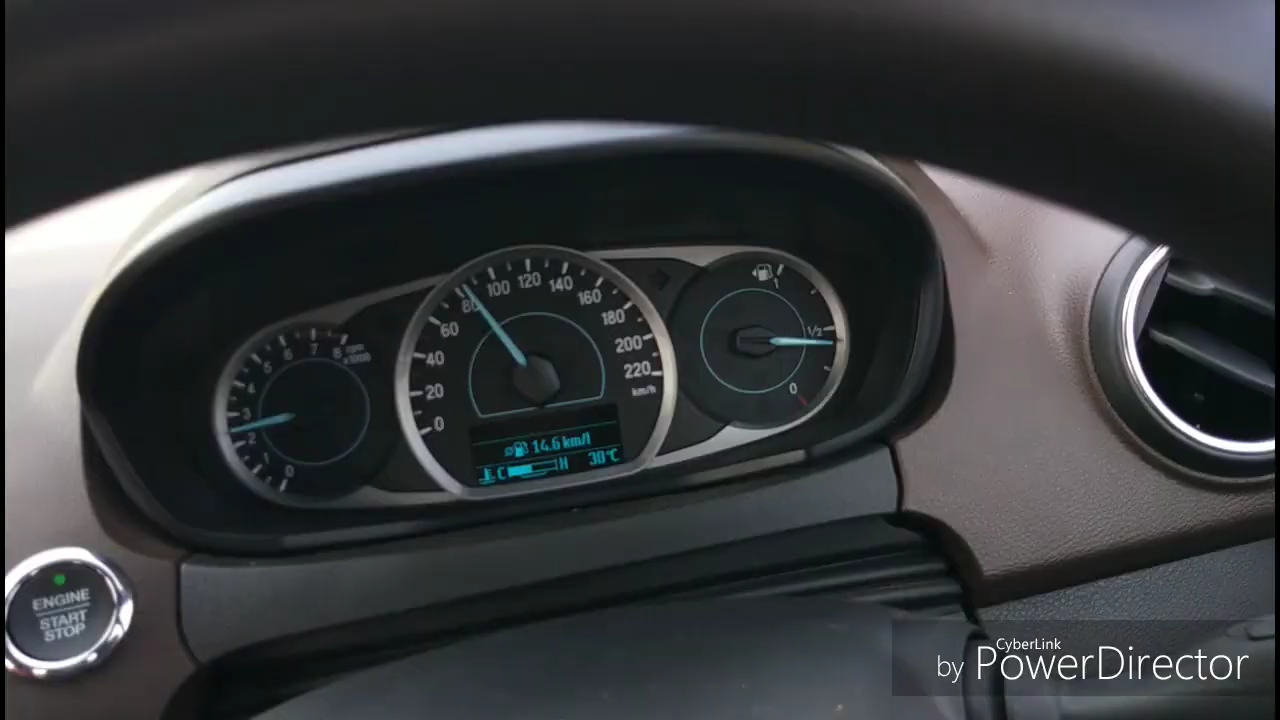 0
1
2
3
4
5
6
7
8
rpm
x1000
0
20
40
60
80
100
120
140
160
180
200
220
km/h
14.6 km/l
C H 30°C
1
1/2
0
ENGINE
START
STOP
CyberLink
by PowerDirector